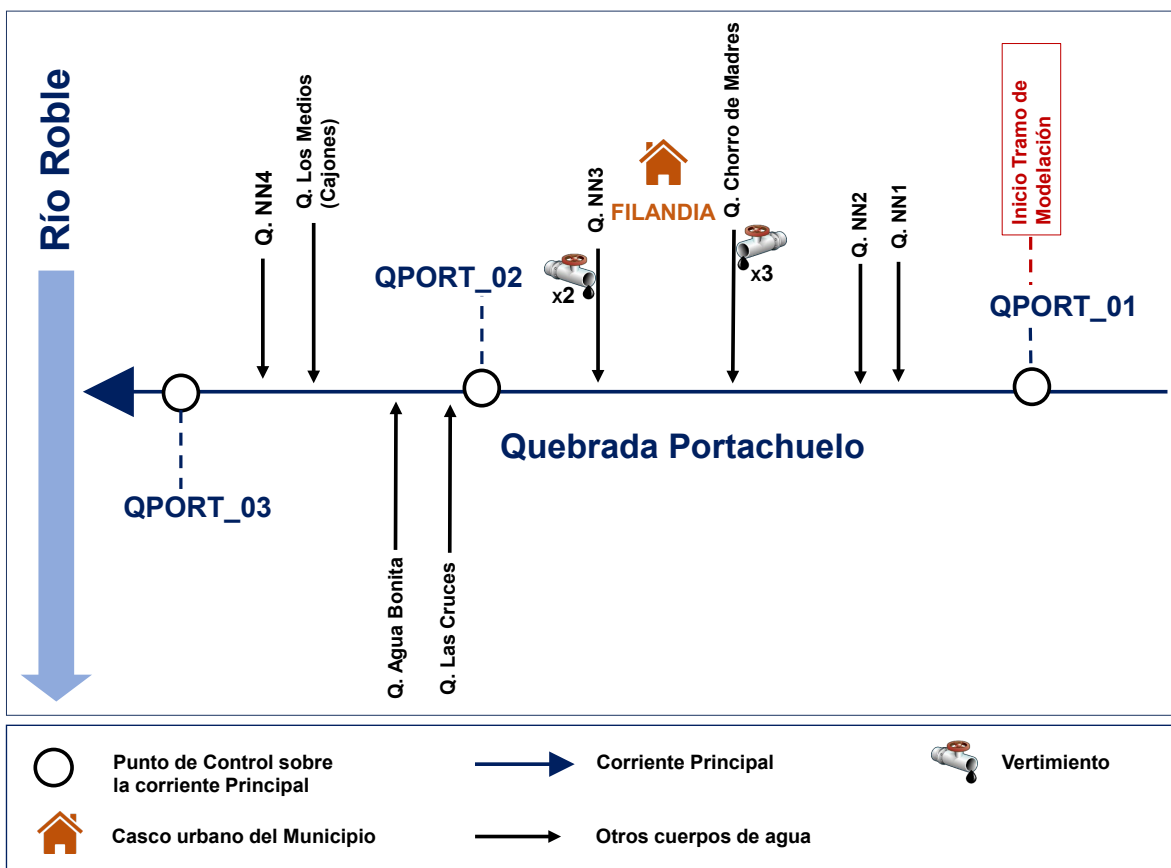 Río Roble
Q. NN4
Q. Los Medios
(Cajones)
QPORT_02
x2
Q. NN3
FILANDIA
Q. Chorro de Madres
x3
Q. NN2
Q. NN1
Inicio Tramo de
Modelación
QPORT_01
Quebrada Portachuelo
QPORT_03
Q. Agua Bonita
Q. Las Cruces
Punto de Control sobre
la corriente Principal
Corriente Principal
Vertimiento
Casco urbano del Municipio
Otros cuerpos de agua